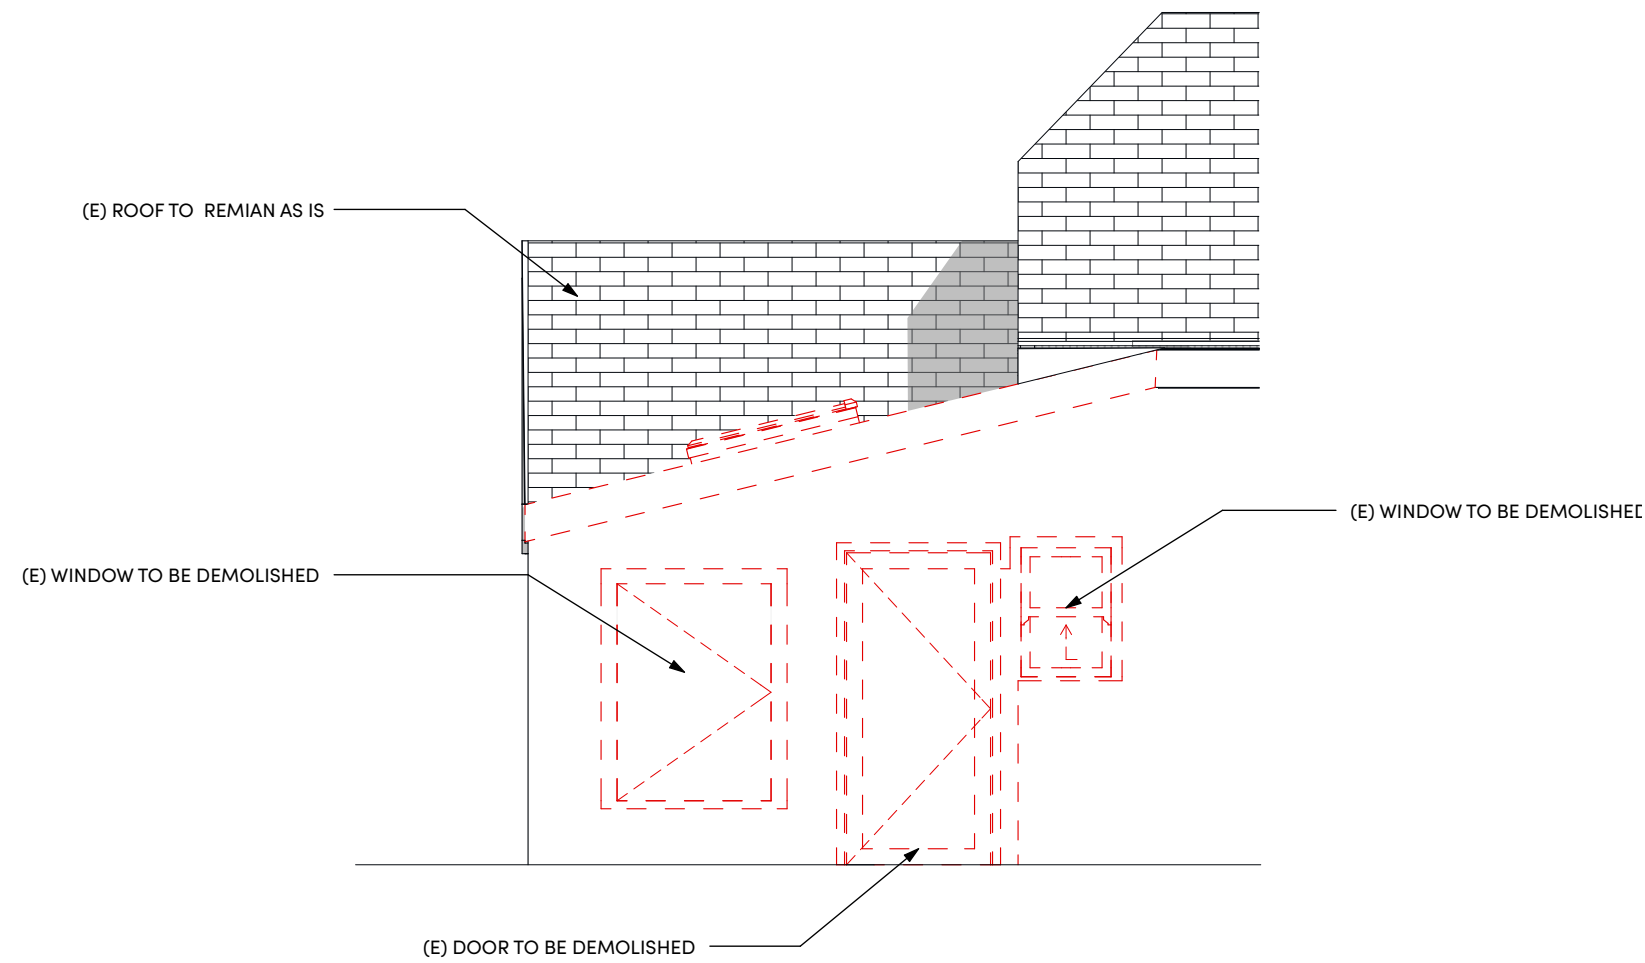 (E) ROOF TO  REMIAN AS IS
(E) WINDOW TO BE DEMOLISHED
(E) WINDOW TO BE DEMOLISHED
(E) DOOR TO BE DEMOLISHED